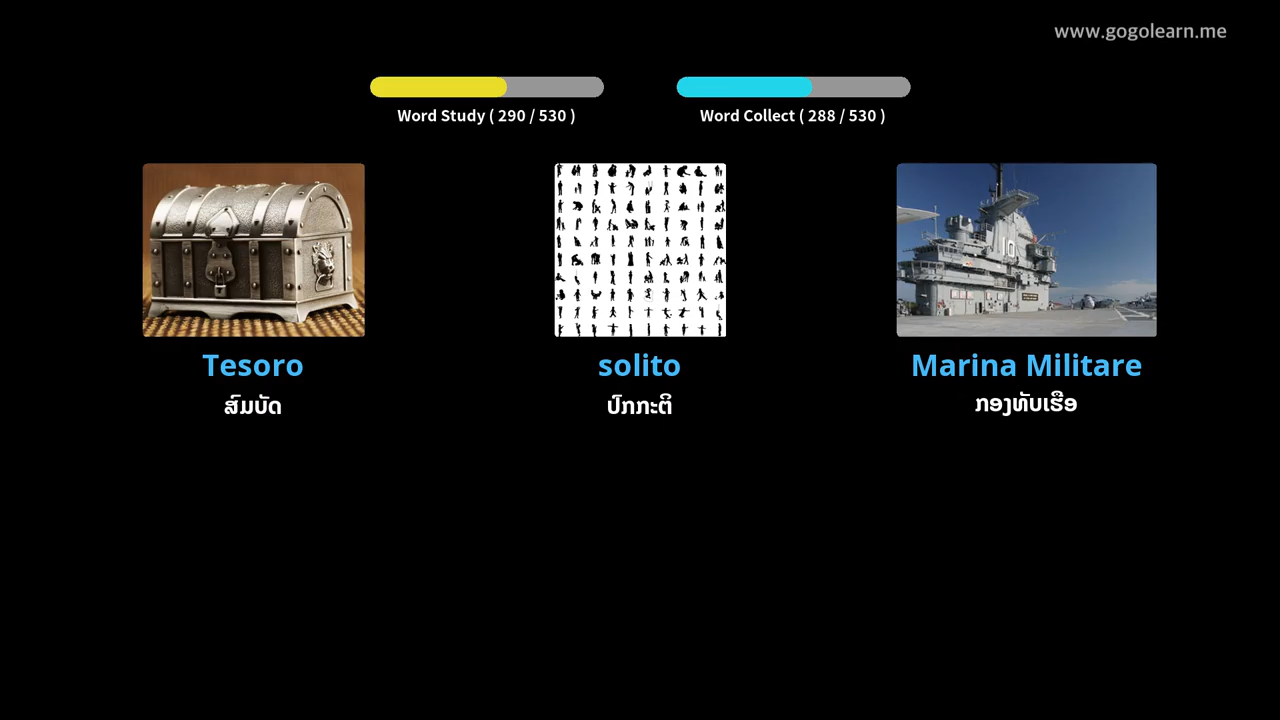 www.gogolearn.me
Word Study ( 290 / 530 )
Word Collect ( 288 / 530 )
10
Tesoro
solito
Marina Militare
ສົມບັດ
ປົກກະຕິ
ກອງທັບເຮືອ